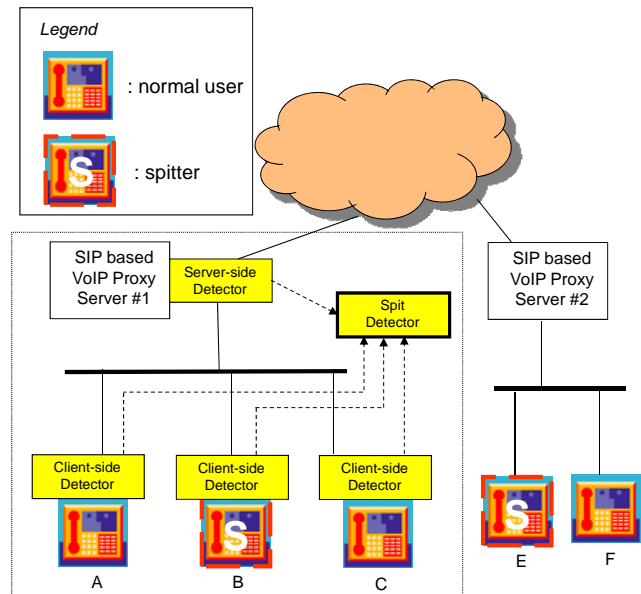 Legend
: normal user
S
: spitter
SIP based
VoIP Proxy
Server #1
Server-side
Detector
Spit
Detector
SIP based
VoIP Proxy
Server #2
Client-side
Detector
Client-side
Detector
Client-side
Detector
S
S
A
B
C
E
F